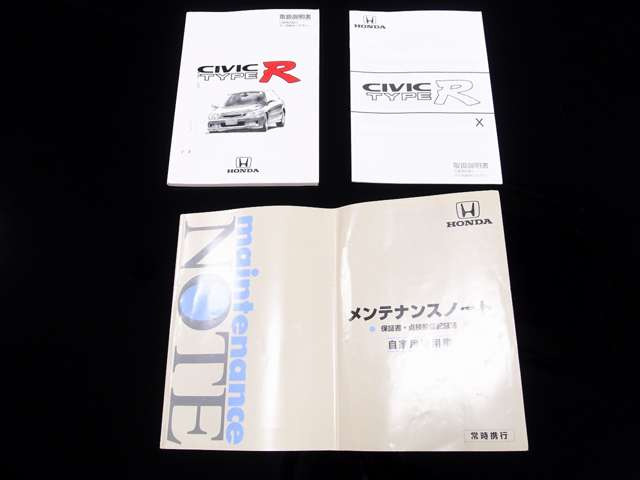 取扱説明書
CIVIC
TYPE R
HONDA
HONDA
CIVIC
TYPE R
X
取扱説明書
maintenance
NOTE
HONDA
メンテナンスノート
保証書・点検整備記録簿
自家用乗用車
常時携行